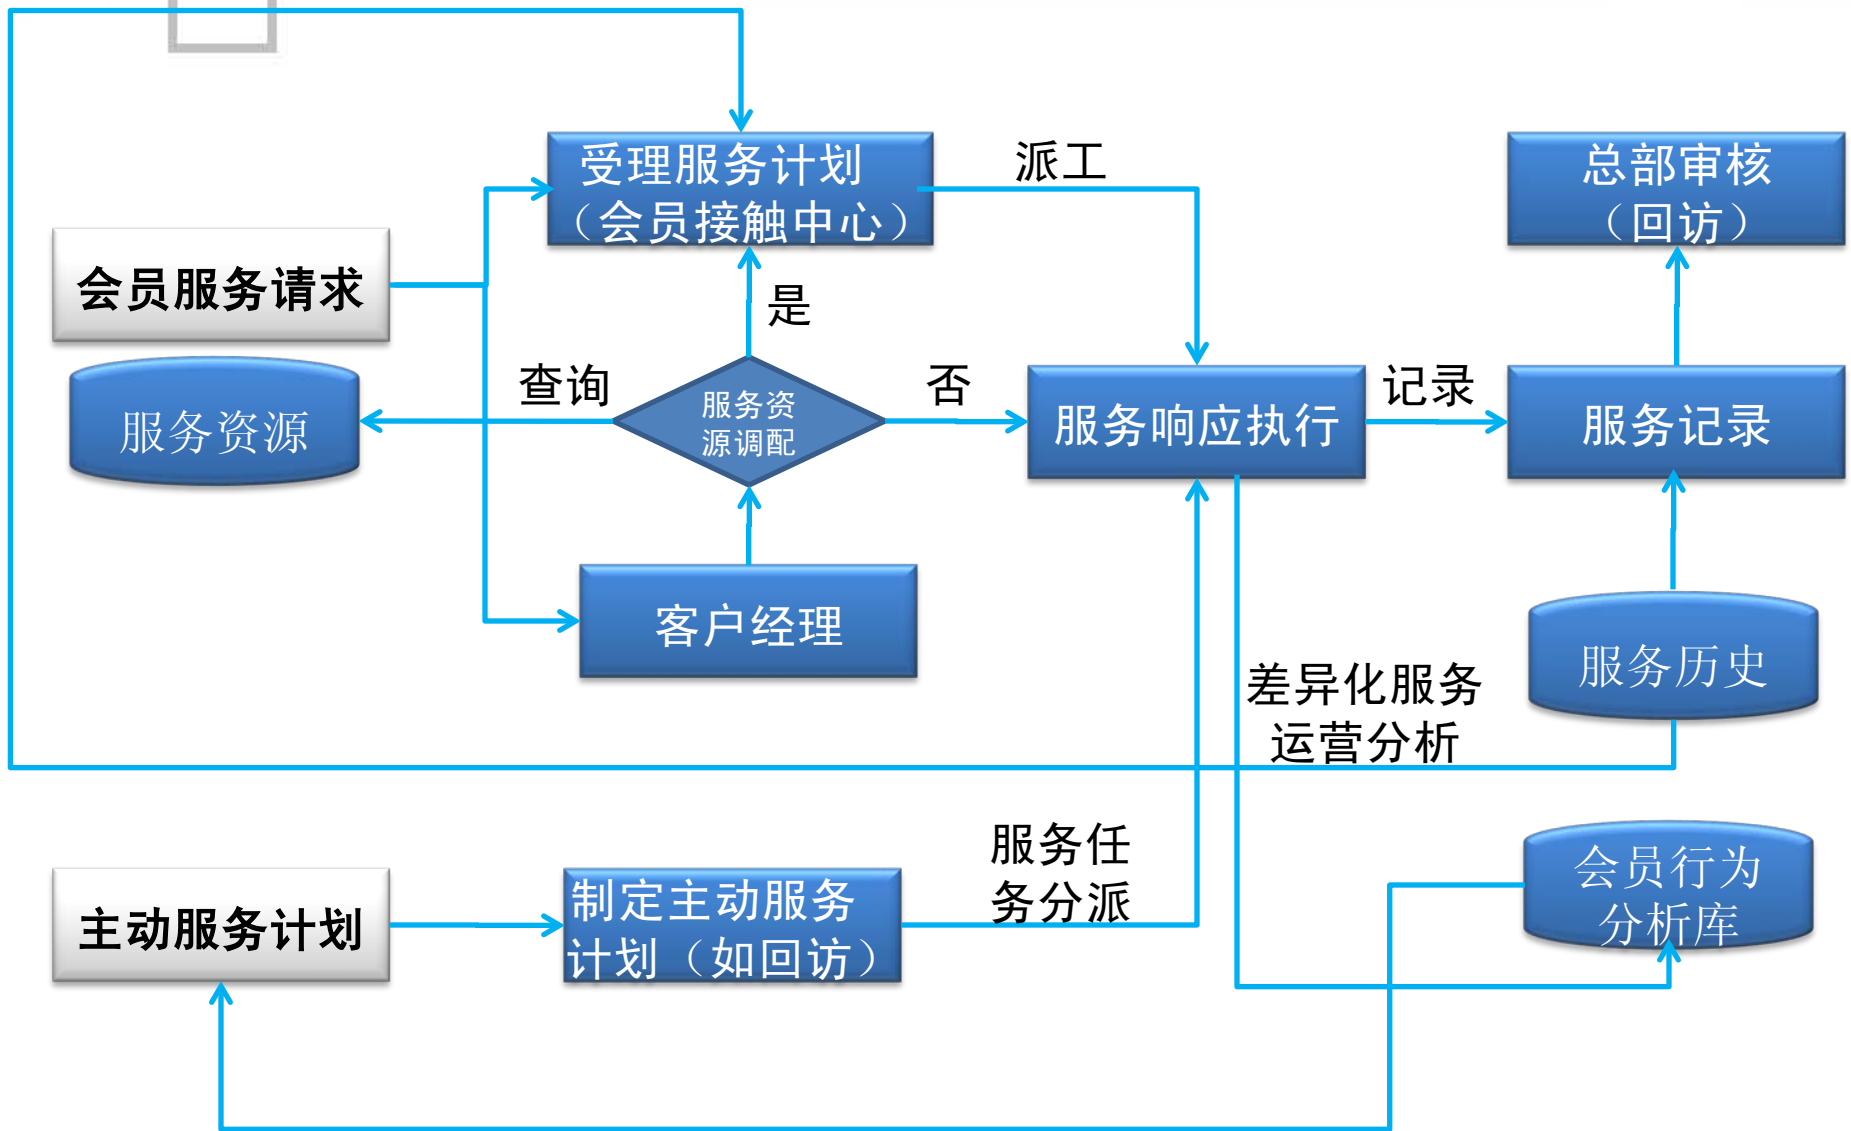 受理服务计划
（会员接触中心）
派工
总部审核
（回访）
会员服务请求
是
查询
服务资
源调配
否
记录
服务资源
服务响应执行
服务记录
客户经理
差异化服务
运营分析
服务历史
服务任
务分派
会员行为
分析库
主动服务计划
制定主动服务
计划（如回访）